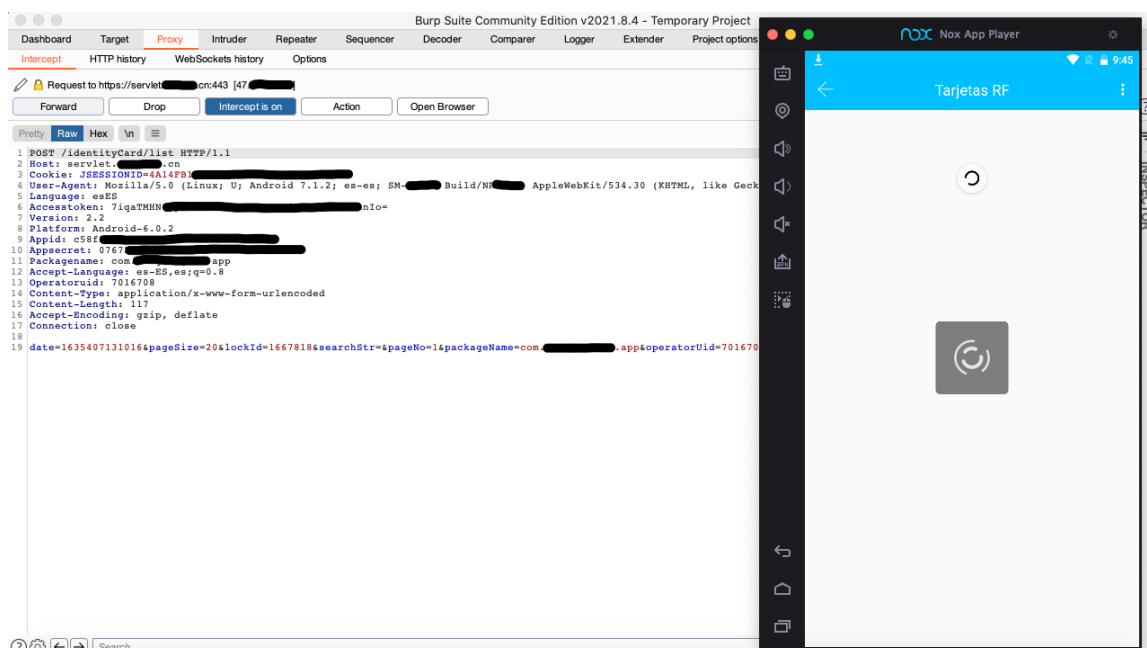 Burp Suite Community Edition v2021.8.4 - Temporary Project
Dashboard Target Proxy Intruder Repeater Sequencer Decoder Comparer Logger Extender Project options
Intercept HTTP history WebSockets history Options
Request to https://servlet cn:443 [47. ]
Forward Drop Intercept is on Action Open Browser
Pretty Raw Hex \n
INSPECTOR
1 POST /identityCard/list HTTP/1.1
2 Host: servlet. .cn
3 Cookie: JSESSIONID=4A14FB1
4 User-Agent: Mozilla/5.0 (Linux; U; Android 7.1.2; es-es; SM- Build/ AppleWebKit/534.30 (KHTML, like Geck
5 Language: esES
6 Accesstoken: 7iqaTMHN nIo=
7 Version: 2.2
8 Platform: Android-6.0.2
9 Appid: c58f
10 Appsecret: 0767
11 Packagename: com. app
12 Accept-Language: es-ES,es;q=0.8
13 Operatoruid: 7016708
14 Content-Type: application/x-www-form-urlencoded
15 Content-Length: 117
16 Accept-Encoding: gzip, deflate
17 Connection: close
18
19 date=1635407131016&pageSize=20&lockId=1667818&searchStr=&pageNo=1&packageName=com. .app&operatorUid=701670
Search
nox Nox App Player
9:45
Tarjetas RF